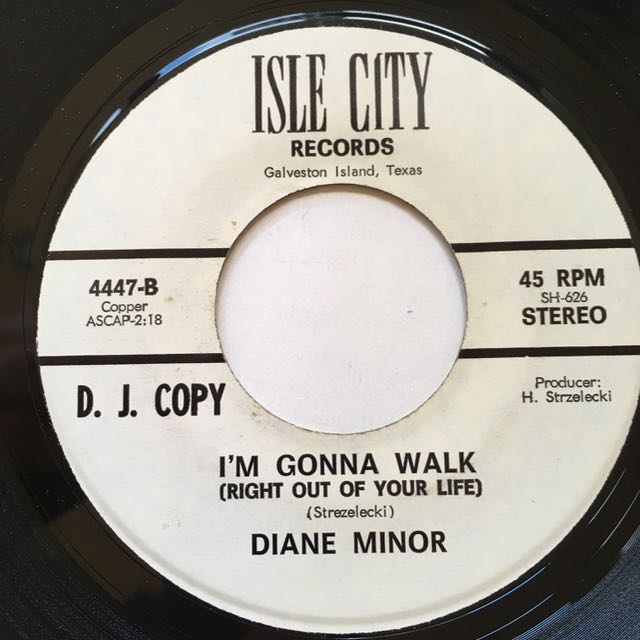 ISLE CITY
RECORDS
Galveston Island, Texas
4447-B
Copper
ASCAP-2:18
45 RPM
SH-626
STEREO
D. J. COPY
Producer:
H. Strzelecki
I'M GONNA WALK
(RIGHT OUT OF YOUR LIFE)
(Strezelecki)
DIANE MINOR